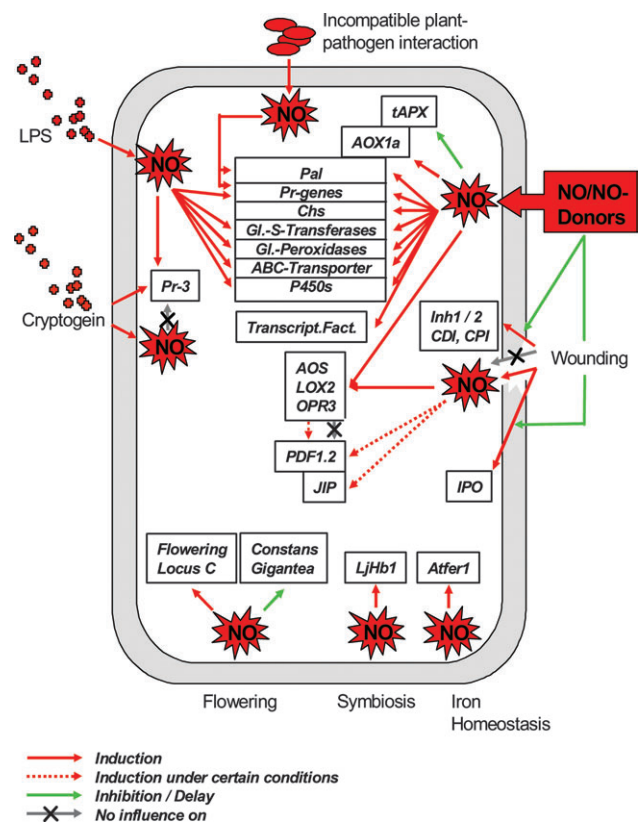 Incompatible plant-
pathogen interaction
LPS
NO
NO
tAPX
AOX1a
NO
NO/NO-
Donors
Pal
Pr-genes
Chs
Gl.-S-Transferases
Gl.-Peroxidases
ABC-Transporter
P450s
Pr-3
Cryptogein
NO
Transcript.Fact.
Inh1 / 2
CDI, CPI
Wounding
NO
AOS
LOX2
OPR3
PDF1.2
JIP
IPO
Flowering
Locus C
Constans
Gigantea
LjHb1
Atfer1
NO
NO
NO
Flowering
Symbiosis
Iron
Homeostasis
Induction
Induction under certain conditions
Inhibition / Delay
No influence on